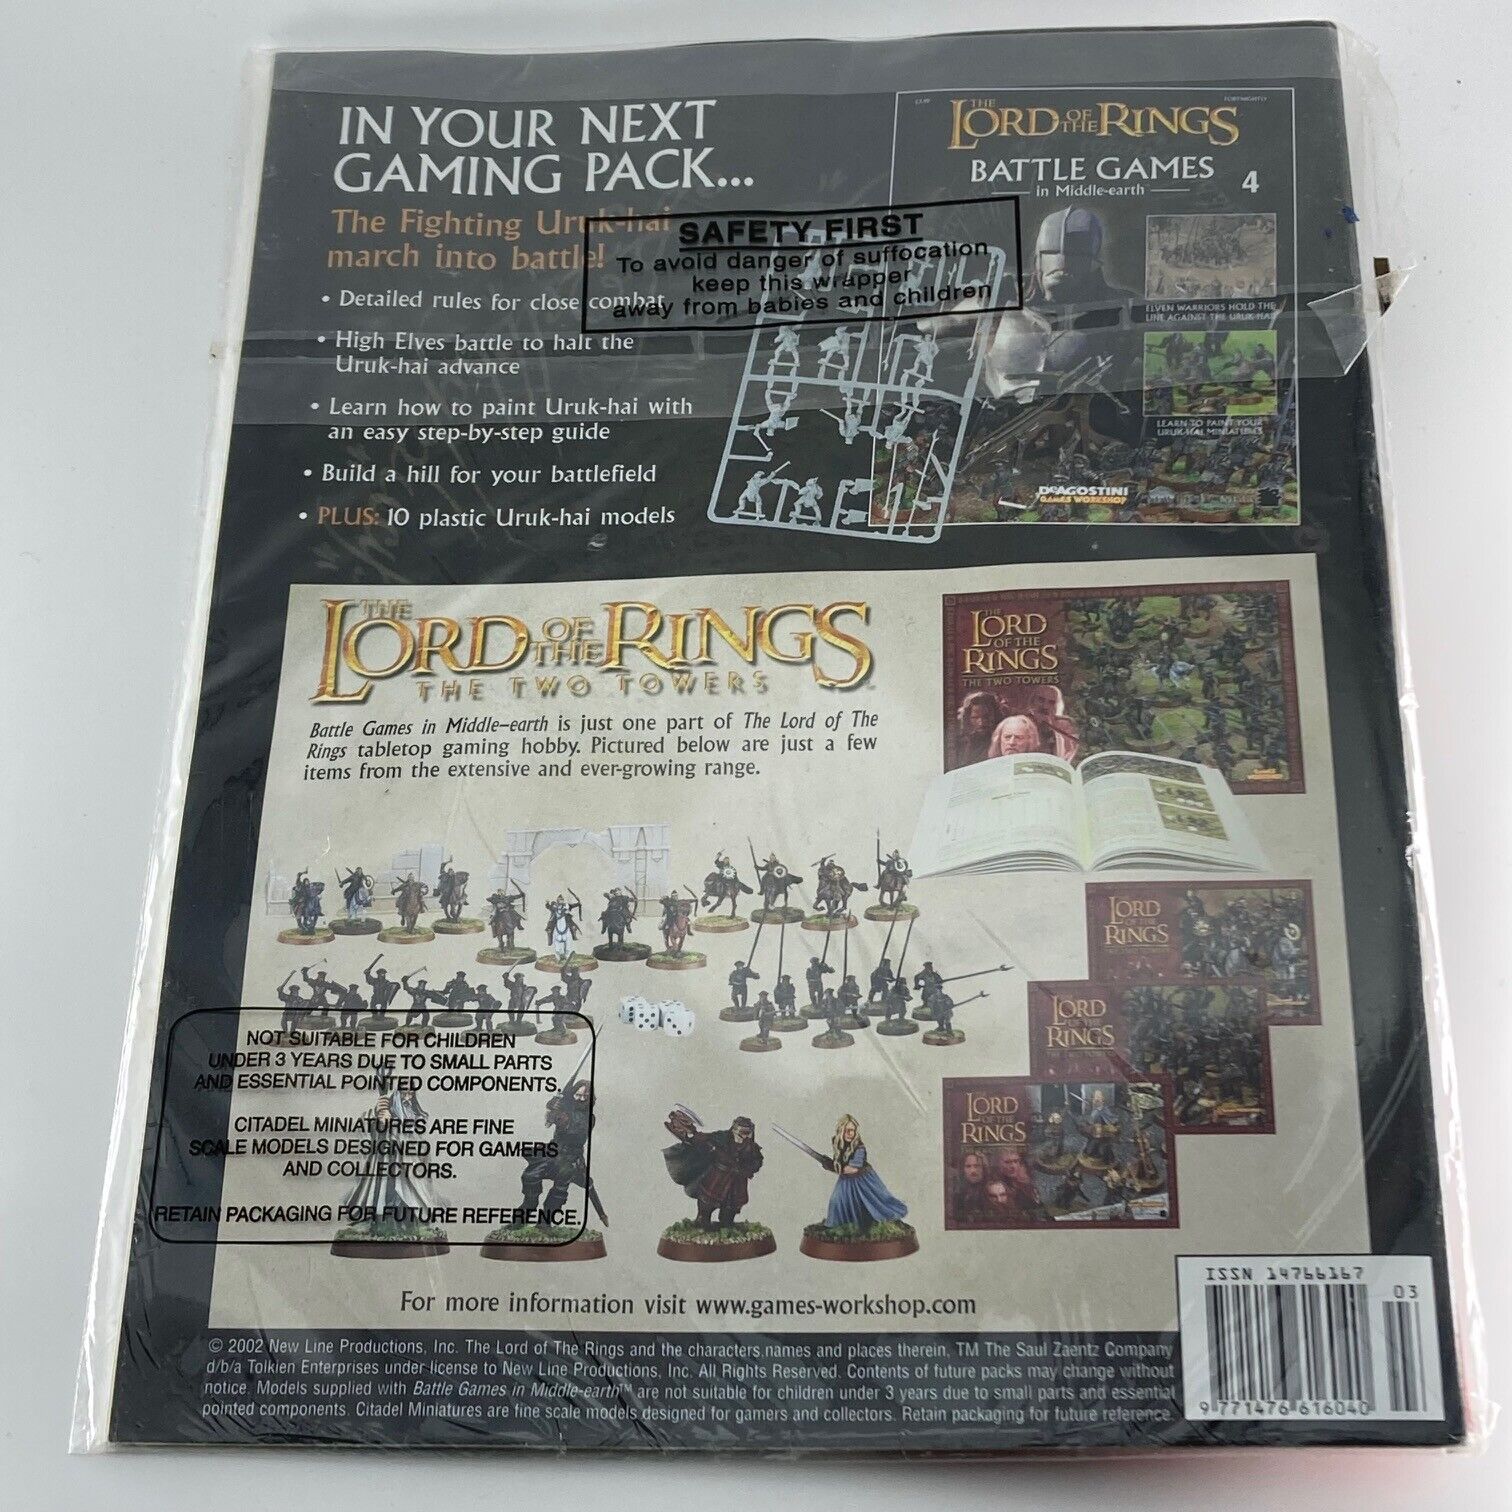 IN YOUR NEXT
GAMING PACK...
The Fighting Uruk-hai
march into battle!
• Detailed rules for close combat
• High Elves battle to halt the
Uruk-hai advance
• Learn how to paint Uruk-hai with
an easy step-by-step guide
• Build a hill for your battlefield
• PLUS: 10 plastic Uruk-hai models
SAFETY FIRST
To avoid danger of suffocation
keep this wrapper
away from babies and children
£3.99
FORTNIGHTLY
THE
LORD OF THE RINGS
BATTLE GAMES
in Middle-earth
4
ELVEN WARRIORS HOLD THE
LINE AGAINST THE URUK-HAI
LEARN TO PAINT YOUR
URUK-HAI MINIATURES
DeAGOSTINI
GAMES WORKSHOP
THE
LORD OF THE RINGS
THE TWO TOWERS
Battle Games in Middle-earth is just one part of The Lord of The
Rings tabletop gaming hobby. Pictured below are just a few
items from the extensive and ever-growing range.
THE
LORD
OF THE
RINGS
THE TWO TOWERS
LORD
OF THE
RINGS
LORD
OF THE
RINGS
LORD
OF THE
RINGS
NOT SUITABLE FOR CHILDREN
UNDER 3 YEARS DUE TO SMALL PARTS
AND ESSENTIAL POINTED COMPONENTS.
CITADEL MINIATURES ARE FINE
SCALE MODELS DESIGNED FOR GAMERS
AND COLLECTORS.
RETAIN PACKAGING FOR FUTURE REFERENCE.
For more information visit www.games-workshop.com
© 2002 New Line Productions, Inc. The Lord of The Rings and the characters,names and places therein, TM The Saul Zaentz Company
d/b/a Tolkien Enterprises under license to New Line Productions, Inc. All Rights Reserved. Contents of future packs may change without
notice. Models supplied with Battle Games in Middle-earth™ are not suitable for children under 3 years due to small parts and essential
pointed components. Citadel Miniatures are fine scale models designed for gamers and collectors. Retain packaging for future reference.
ISSN 14766167
03
9 771476 616040